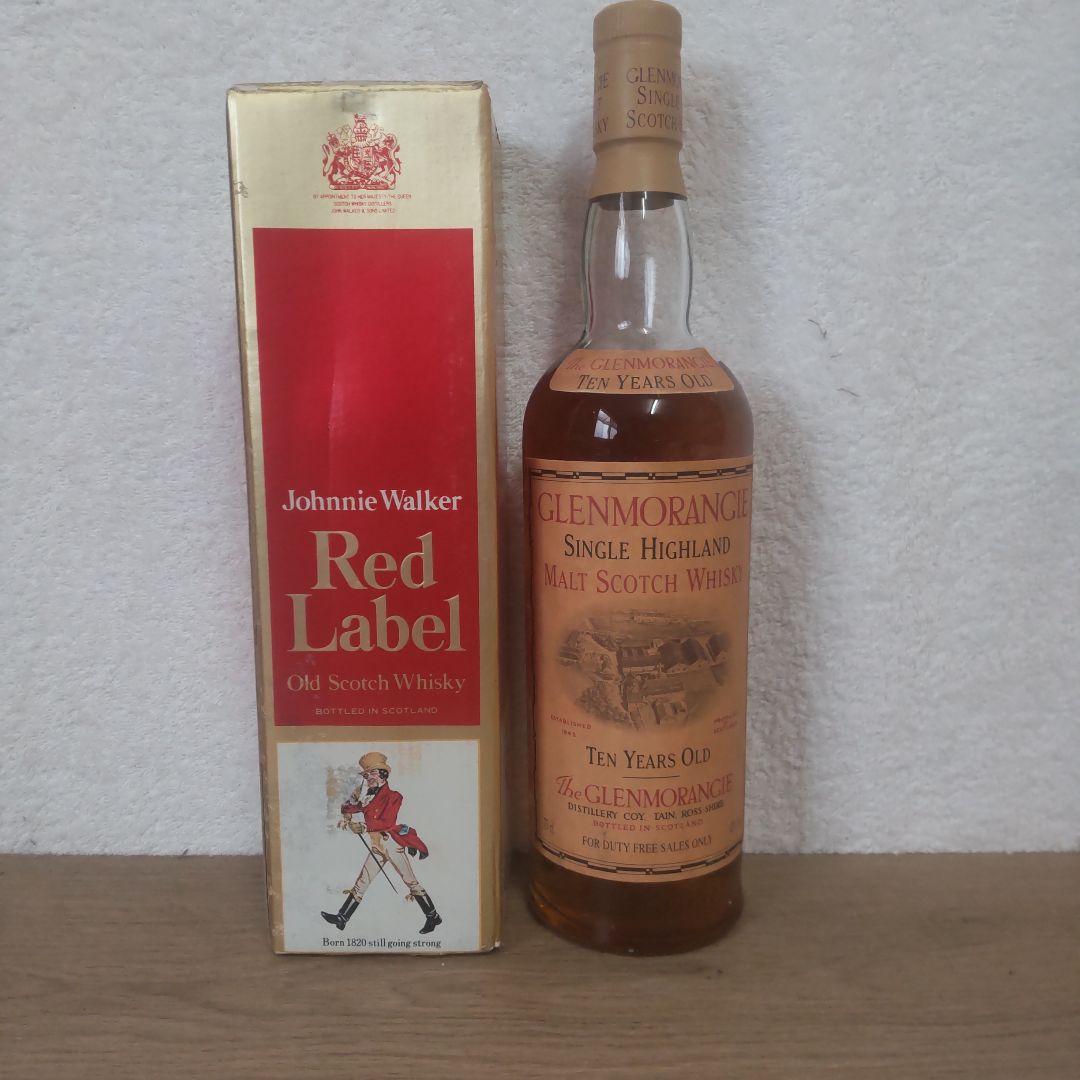 BY APPOINTMENT TO HER MAJESTY THE QUEEN
SCOTCH WHISKY DISTILLERS
JOHN WALKER & SONS LIMITED
Johnnie Walker
Red
Label
Old Scotch Whisky
BOTTLED IN SCOTLAND
Born 1820 still going strong
GLENM
SINGL
SCOTCH
The GLENMORANGIE
TEN YEARS OLD
GLENMORANGIE
SINGLE HIGHLAND
MALT SCOTCH WHISKY
ESTABLISHED
1843
TEN YEARS OLD
The GLENMORANGIE
DISTILLERY COY. TAIN, ROSS-SHIRE
BOTTLED IN SCOTLAND
FOR DUTY FREE SALES ONLY